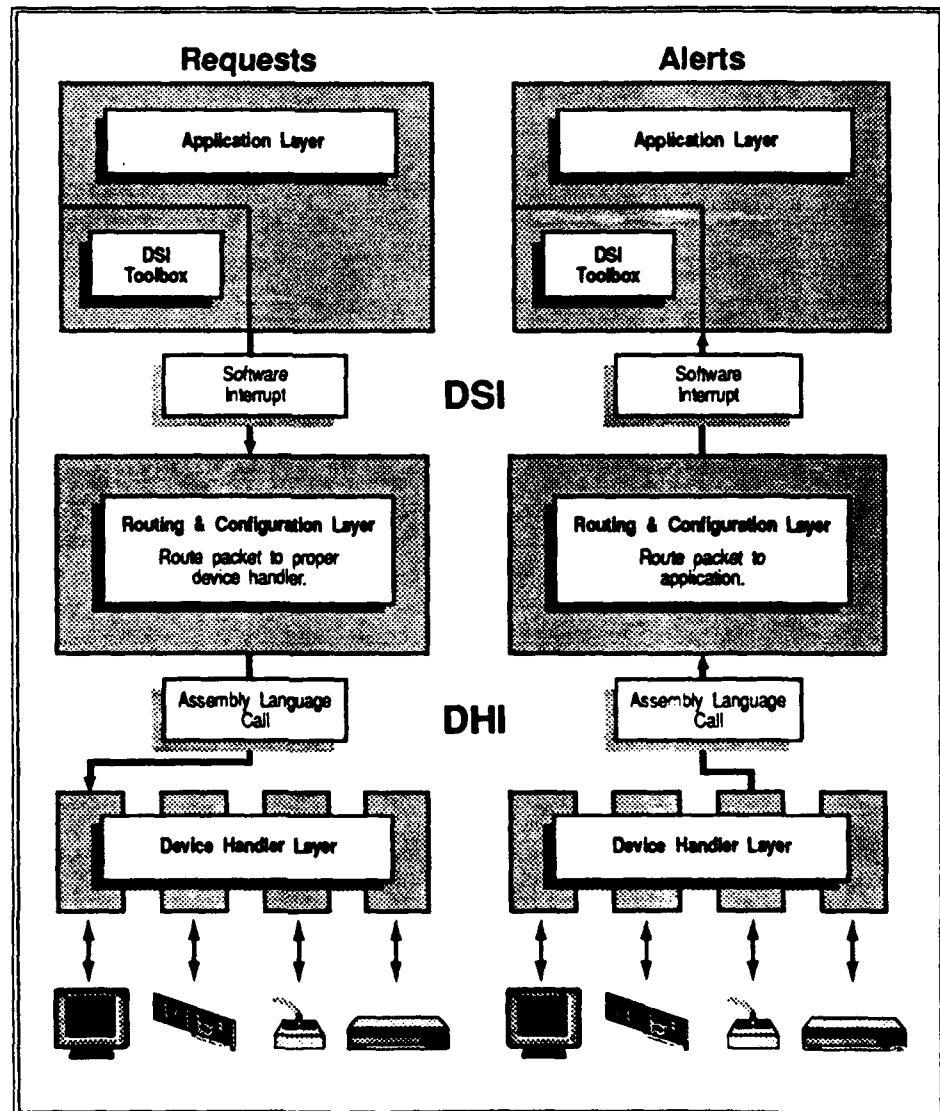 Requests
Application Layer
DSI
Toolbox
Software
Interrupt
Routing & Configuration Layer
Route packet to proper
device handler.
Assembly Language
Call
Device Handler Layer
DSI
DHI
Alerts
Application Layer
DSI
Toolbox
Software
Interrupt
Routing & Configuration Layer
Route packet to
application.
Assembly Language
Call
Device Handler Layer